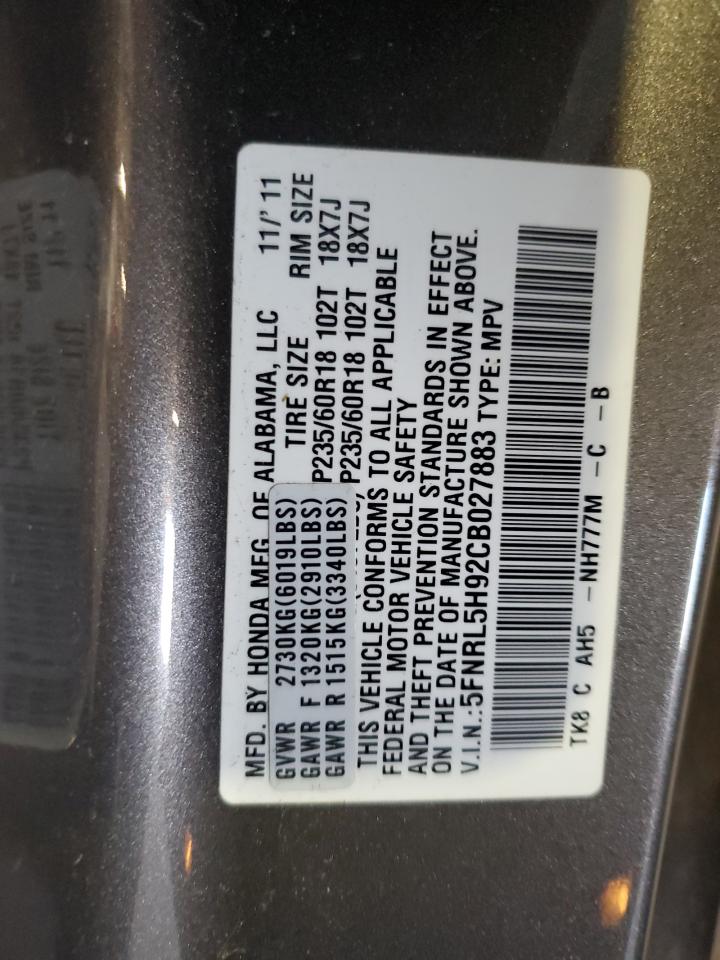 MFD. BY HONDA MFG. OF ALABAMA, LLC 11/' 11
GVWR 2730KG(6019LBS) TIRE SIZE RIM SIZE
GAWR F 1320KG(2910LBS) P235/60R18 102T 18X7J
GAWR R 1515KG(3340LBS) P235/60R18 102T 18X7J
THIS VEHICLE CONFORMS TO ALL APPLICABLE
FEDERAL MOTOR VEHICLE SAFETY
AND THEFT PREVENTION STANDARDS IN EFFECT
ON THE DATE OF MANUFACTURE SHOWN ABOVE.
V.I.N.:5FNRL5H92CB027883 TYPE: MPV
TK8 C AH5 -NH777M -C -B